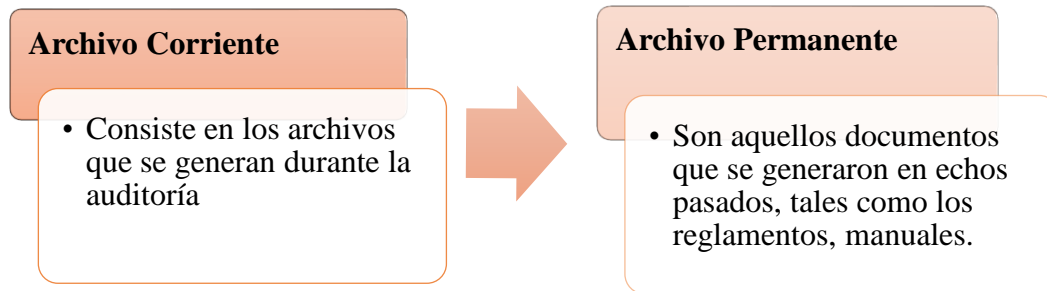 Archivo Corriente
• Consiste en los archivos
que se generan durante la
auditoría
Archivo Permanente
• Son aquellos documentos
que se generaron en echos
pasados, tales como los
reglamentos, manuales.